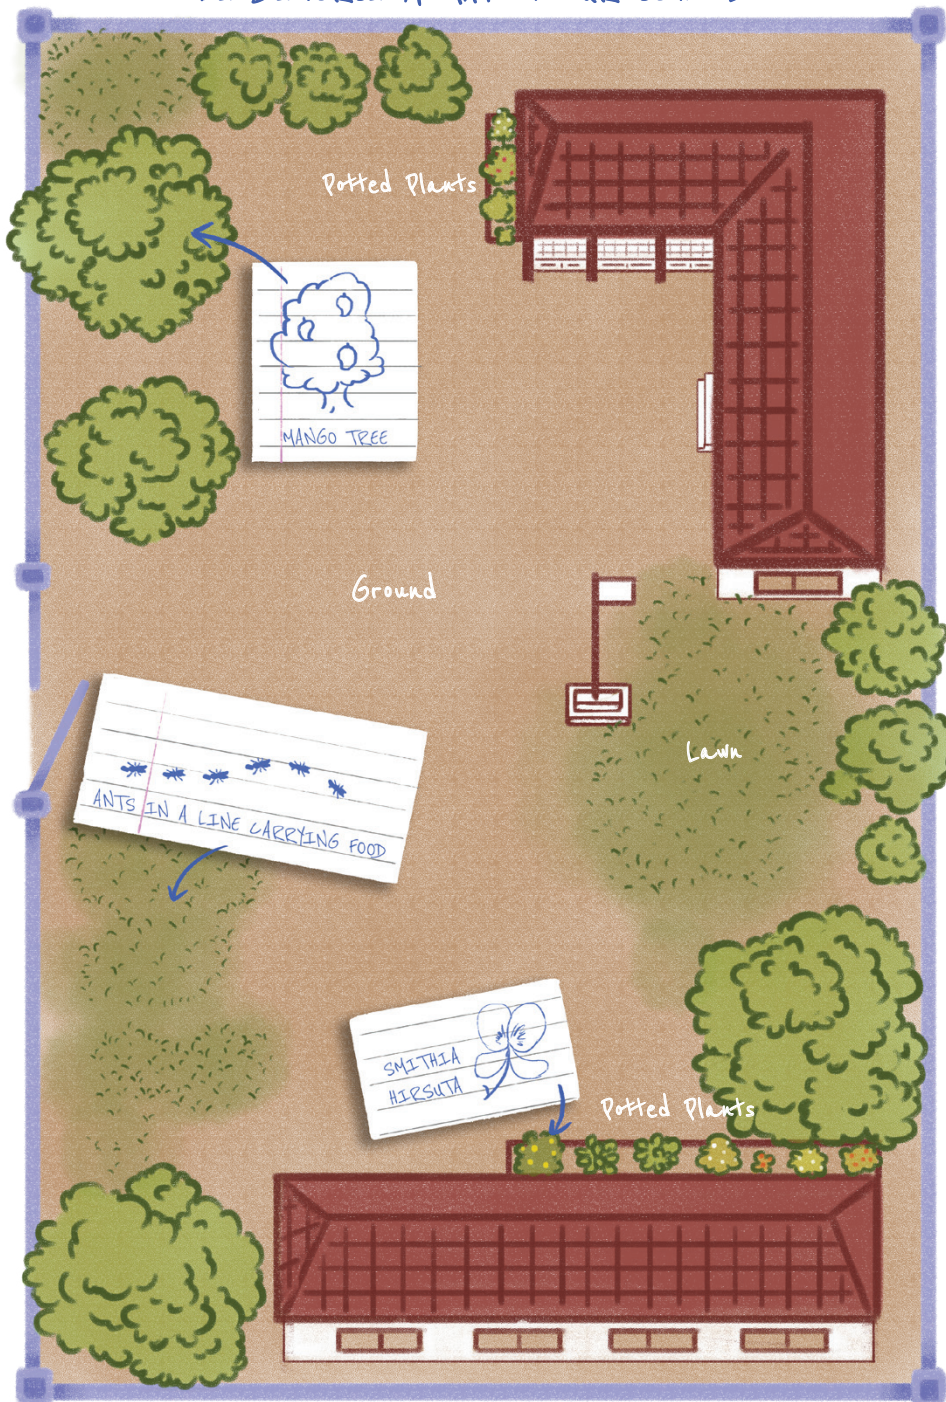 Potted Plants
MANGO TREE
Ground
Lawn
ANTS IN A LINE CARRYING FOOD
SMITHIA
HIRSUTA
Potted Plants